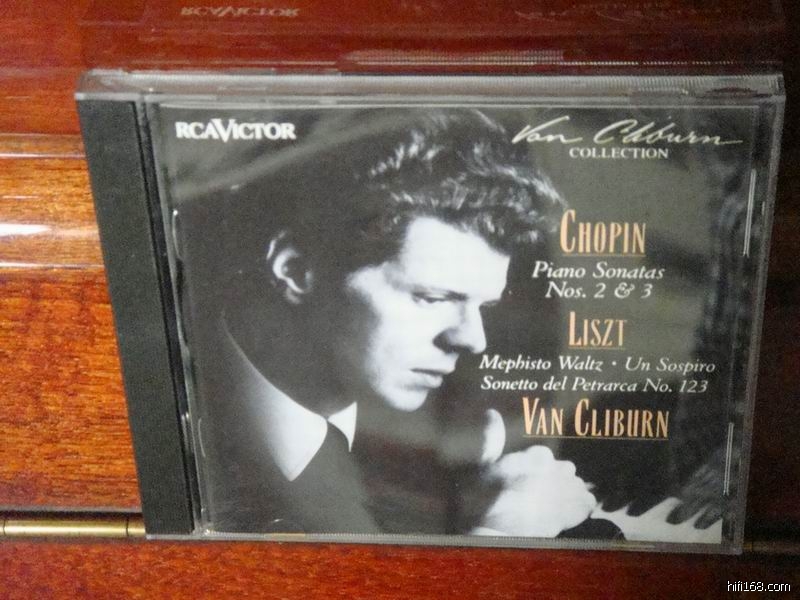 RCAVICTOR
RCAVICTOR
Van Cliburn
COLLECTION
CHOPIN
Piano Sonatas
Nos. 2 & 3
LISZT
Mephisto Waltz · Un Sospiro
Sonetto del Petrarca No. 123
VAN CLIBURN
hifi168.com